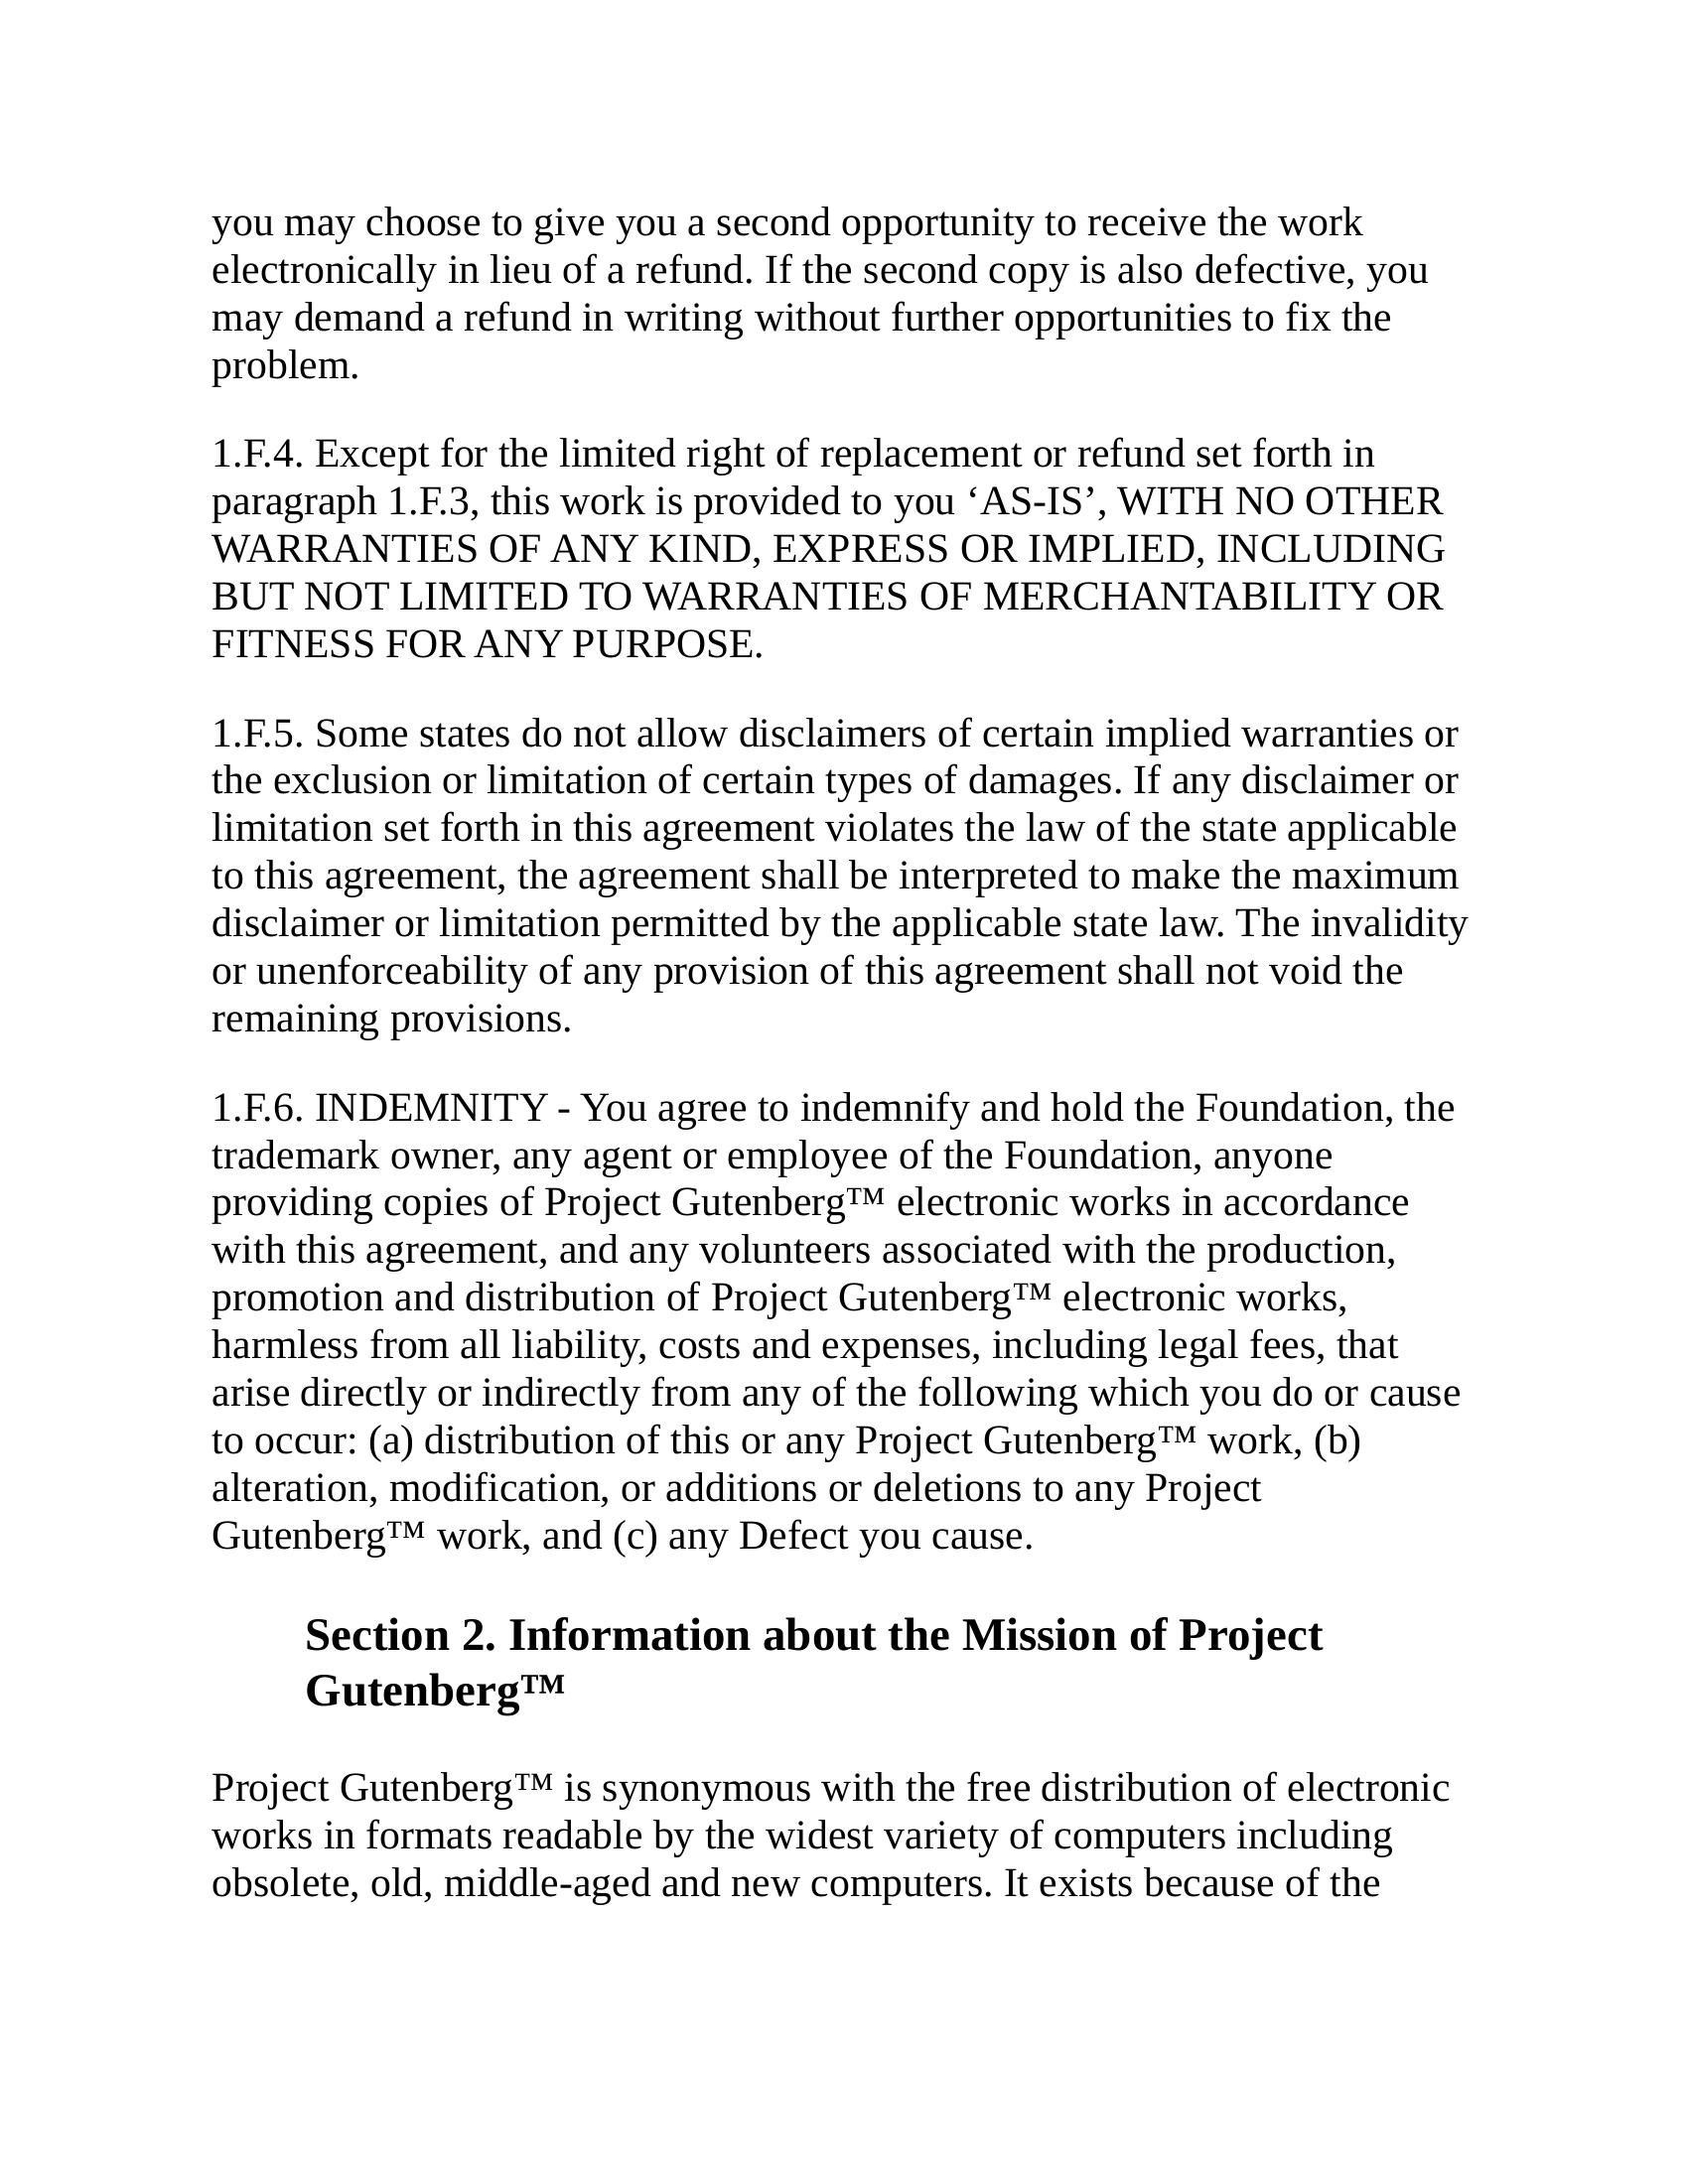 you may choose to give you a second opportunity to receive the work
electronically in lieu of a refund. If the second copy is also defective, you
may demand a refund in writing without further opportunities to fix the
problem.
1.F.4. Except for the limited right of replacement or refund set forth in
paragraph 1.F.3, this work is provided to you ‘AS-IS’, WITH NO OTHER
WARRANTIES OF ANY KIND, EXPRESS OR IMPLIED, INCLUDING
BUT NOT LIMITED TO WARRANTIES OF MERCHANTABILITY OR
FITNESS FOR ANY PURPOSE.
1.F.5. Some states do not allow disclaimers of certain implied warranties or
the exclusion or limitation of certain types of damages. If any disclaimer or
limitation set forth in this agreement violates the law of the state applicable
to this agreement, the agreement shall be interpreted to make the maximum
disclaimer or limitation permitted by the applicable state law. The invalidity
or unenforceability of any provision of this agreement shall not void the
remaining provisions.
1.F.6. INDEMNITY - You agree to indemnify and hold the Foundation, the
trademark owner, any agent or employee of the Foundation, anyone
providing copies of Project Gutenberg™ electronic works in accordance
with this agreement, and any volunteers associated with the production,
promotion and distribution of Project Gutenberg™ electronic works,
harmless from all liability, costs and expenses, including legal fees, that
arise directly or indirectly from any of the following which you do or cause
to occur: (a) distribution of this or any Project Gutenberg™ work, (b)
alteration, modification, or additions or deletions to any Project
Gutenberg™ work, and (c) any Defect you cause.
Section 2. Information about the Mission of Project
Gutenberg™
Project Gutenberg™ is synonymous with the free distribution of electronic
works in formats readable by the widest variety of computers including
obsolete, old, middle-aged and new computers. It exists because of the